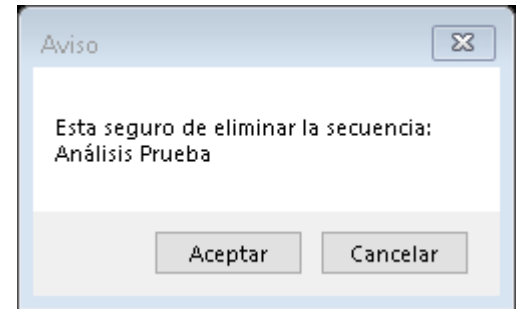 Aviso
Esta seguro de eliminar la secuencia:
Análisis Prueba
Aceptar
Cancelar